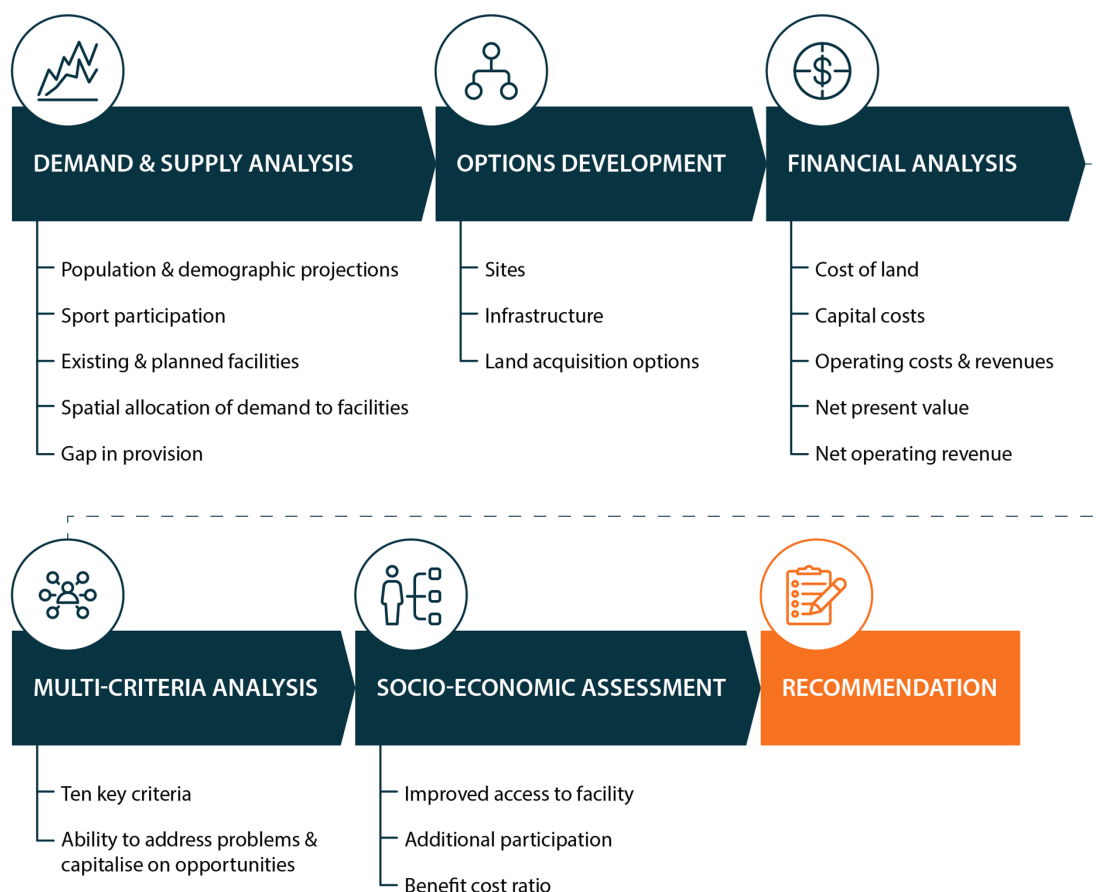 DEMAND & SUPPLY ANALYSIS
Population & demographic projections
Sport participation
Existing & planned facilities
Spatial allocation of demand to facilities
Gap in provision
OPTIONS DEVELOPMENT
Sites
Infrastructure
Land acquisition options
FINANCIAL ANALYSIS
$
Cost of land
Capital costs
Operating costs & revenues
Net present value
Net operating revenue
MULTI-CRITERIA ANALYSIS
Ten key criteria
Ability to address problems &
capitalise on opportunities
SOCIO-ECONOMIC ASSESSMENT
Improved access to facility
Additional participation
Benefit cost ratio
RECOMMENDATION